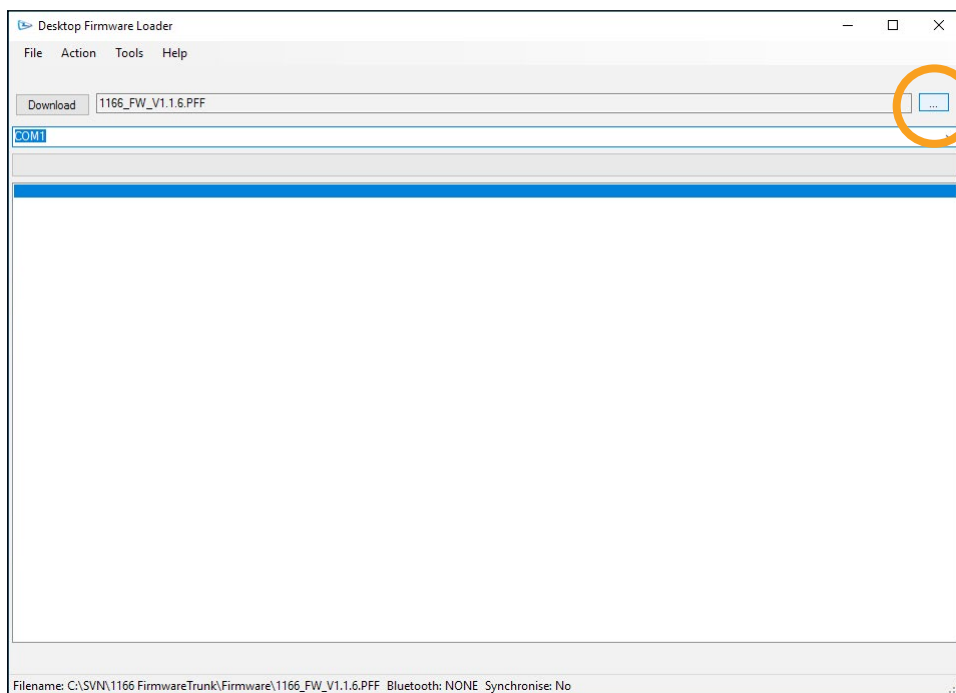 Desktop Firmware Loader
File Action Tools Help
Download 1166_FW_V1.1.6.PFF ...
COM1
Filename: C:\SVN\1166 FirmwareTrunk\Firmware\1166_FW_V1.1.6.PFF Bluetooth: NONE Synchronise: No